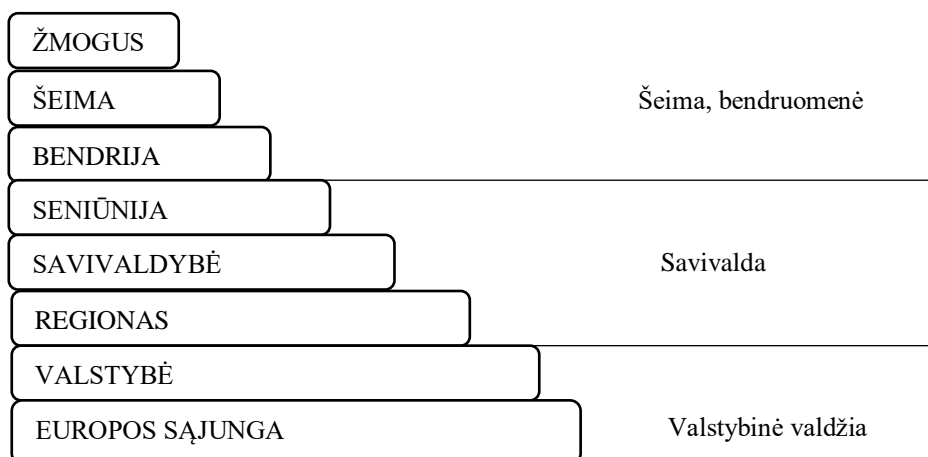 ŽMOGUS
ŠEIMA
Šeima, bendruomenė
BENDRIJA
SENIŪNIJA
SAVIVALDYBĖ
Savivalda
REGIONAS
VALSTYBĖ
EUROPOS SĄJUNGA
Valstybinė valdžia